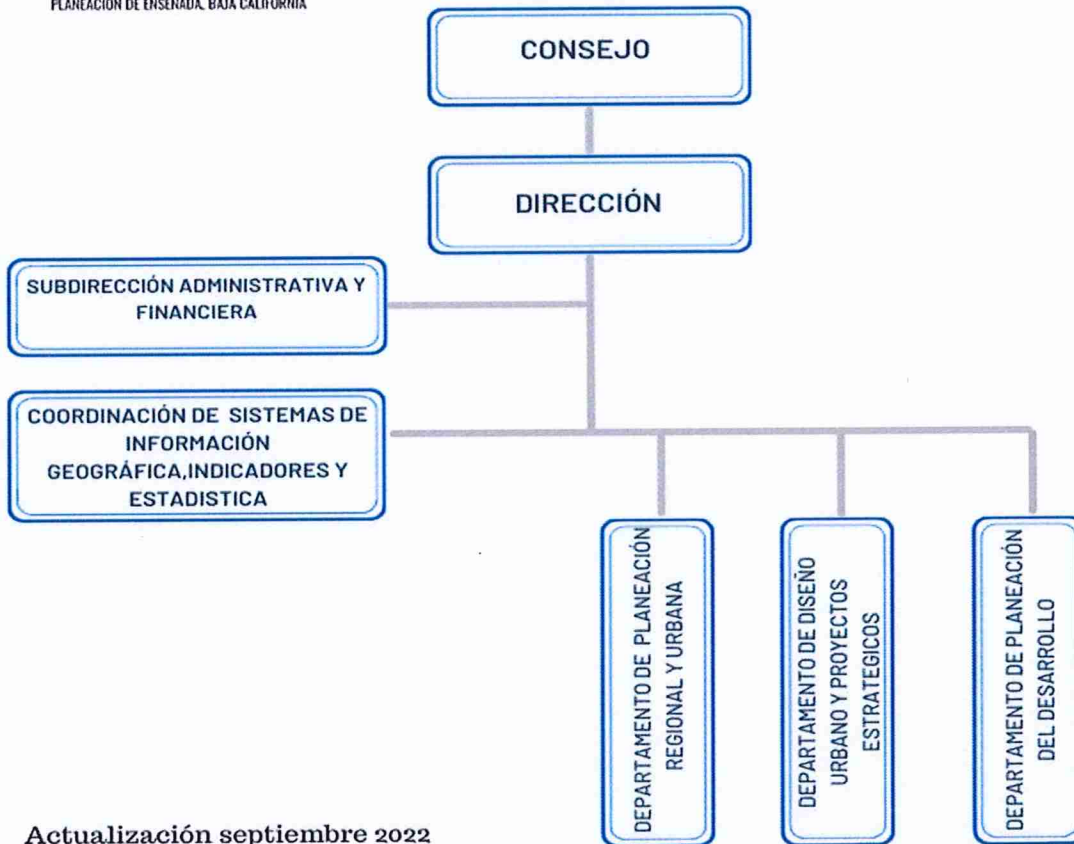 PLANEACIÓN DE ENSENADA, BAJA CALIFORNIA
CONSEJO
DIRECCIÓN
SUBDIRECCIÓN ADMINISTRATIVA Y
FINANCIERA
COORDINACIÓN DE SISTEMAS DE
INFORMACIÓN
GEOGRÁFICA,INDICADORES Y
ESTADISTICA
DEPARTAMENTO DE PLANEACIÓN
REGIONAL Y URBANA
DEPARTAMENTO DE DISEÑO
URBANO Y PROYECTOS
ESTRATEGICOS
DEPARTAMENTO DE PLANEACIÓN
DEL DESARROLLO
Actualización septiembre 2022